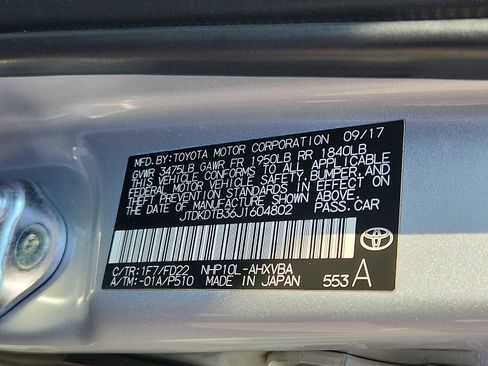 MFD.BY:TOYOTA MOTOR CORPORATION 09/17
GVWR 3475LB GAWR FR 1950LB RR 1840LB
THIS VEHICLE CONFORMS TO ALL APPLICABLE
FEDERAL MOTOR VEHICLE SAFETY,BUMPER, AND
THEFT PREVENTION STANDARDS IN EFFECT ON
THE DATE OF MANUFACTURE SHOWN ABOVE.
JTDKDTB36J1604802 PASS.CAR
C/TR:1F7/FD22 NHP10L-AHXVBA
A/TM:-01A/P510 MADE IN JAPAN 553 A